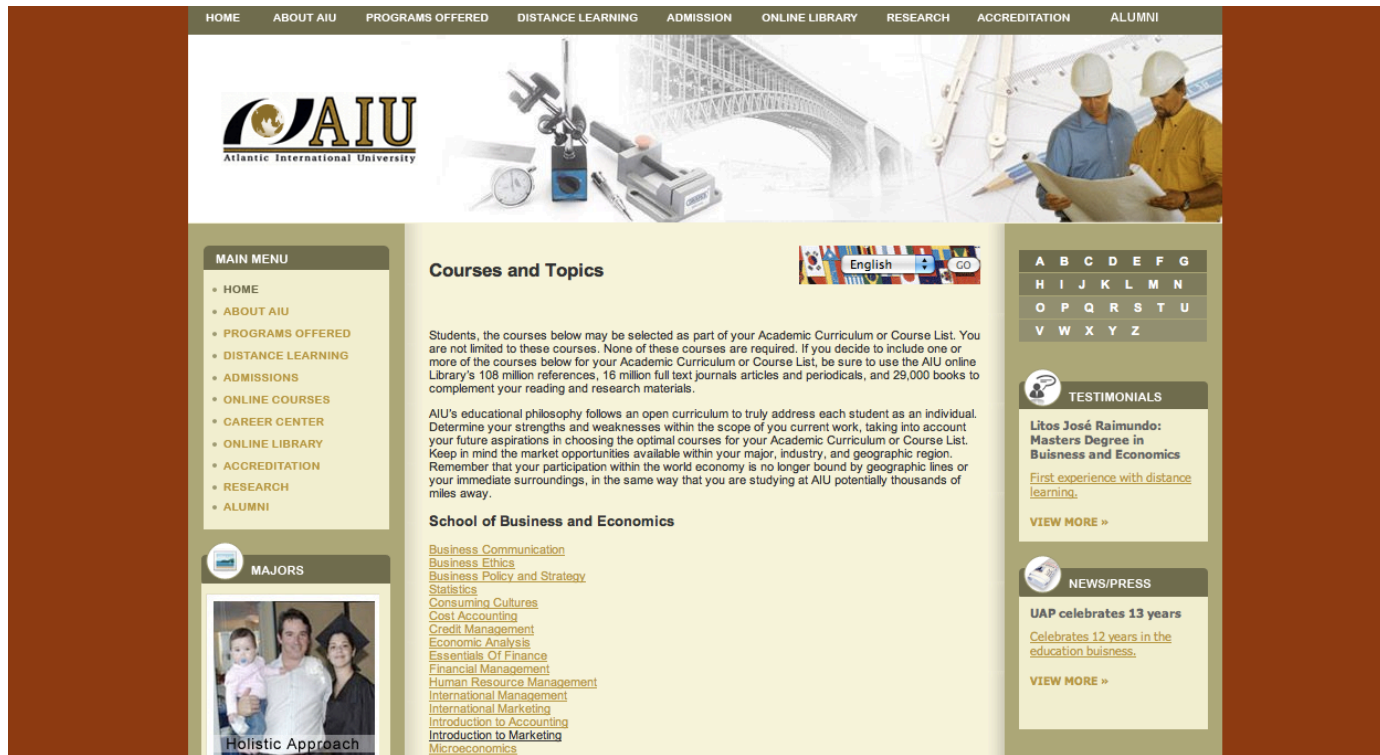 HOME ABOUT AIU PROGRAMS OFFERED DISTANCE LEARNING ADMISSION ONLINE LIBRARY RESEARCH ACCREDITATION ALUMNI
AIU
Atlantic International University
MAIN MENU
HOME
ABOUT AIU
PROGRAMS OFFERED
DISTANCE LEARNING
ADMISSIONS
ONLINE COURSES
CAREER CENTER
ONLINE LIBRARY
ACCREDITATION
RESEARCH
ALUMNI
MAJORS
Holistic Approach
Courses and Topics
English GO
Students, the courses below may be selected as part of your Academic Curriculum or Course List. You
are not limited to these courses. None of these courses are required. If you decide to include one or
more of the courses below for your Academic Curriculum or Course List, be sure to use the AIU online
Library's 108 million references, 16 million full text journals articles and periodicals, and 29,000 books to
complement your reading and research materials.
AIU's educational philosophy follows an open curriculum to truly address each student as an individual.
Determine your strengths and weaknesses within the scope of you current work, taking into account
your future aspirations in choosing the optimal courses for your Academic Curriculum or Course List.
Keep in mind the market opportunities available within your major, industry, and geographic region.
Remember that your participation within the world economy is no longer bound by geographic lines or
your immediate surroundings, in the same way that you are studying at AIU potentially thousands of
miles away.
School of Business and Economics
Business Communication
Business Ethics
Business Policy and Strategy
Statistics
Consuming Cultures
Cost Accounting
Credit Management
Economic Analysis
Essentials Of Finance
Financial Management
Human Resource Management
International Management
International Marketing
Introduction to Accounting
Introduction to Marketing
Microeconomics
A B C D E F G
H I J K L M N
O P Q R S T U
V W X Y Z
TESTIMONIALS
Litos José Raimundo:
Masters Degree in
Buisness and Economics
First experience with distance
learning.
VIEW MORE »
NEWS/PRESS
UAP celebrates 13 years
Celebrates 12 years in the
education buisness.
VIEW MORE »